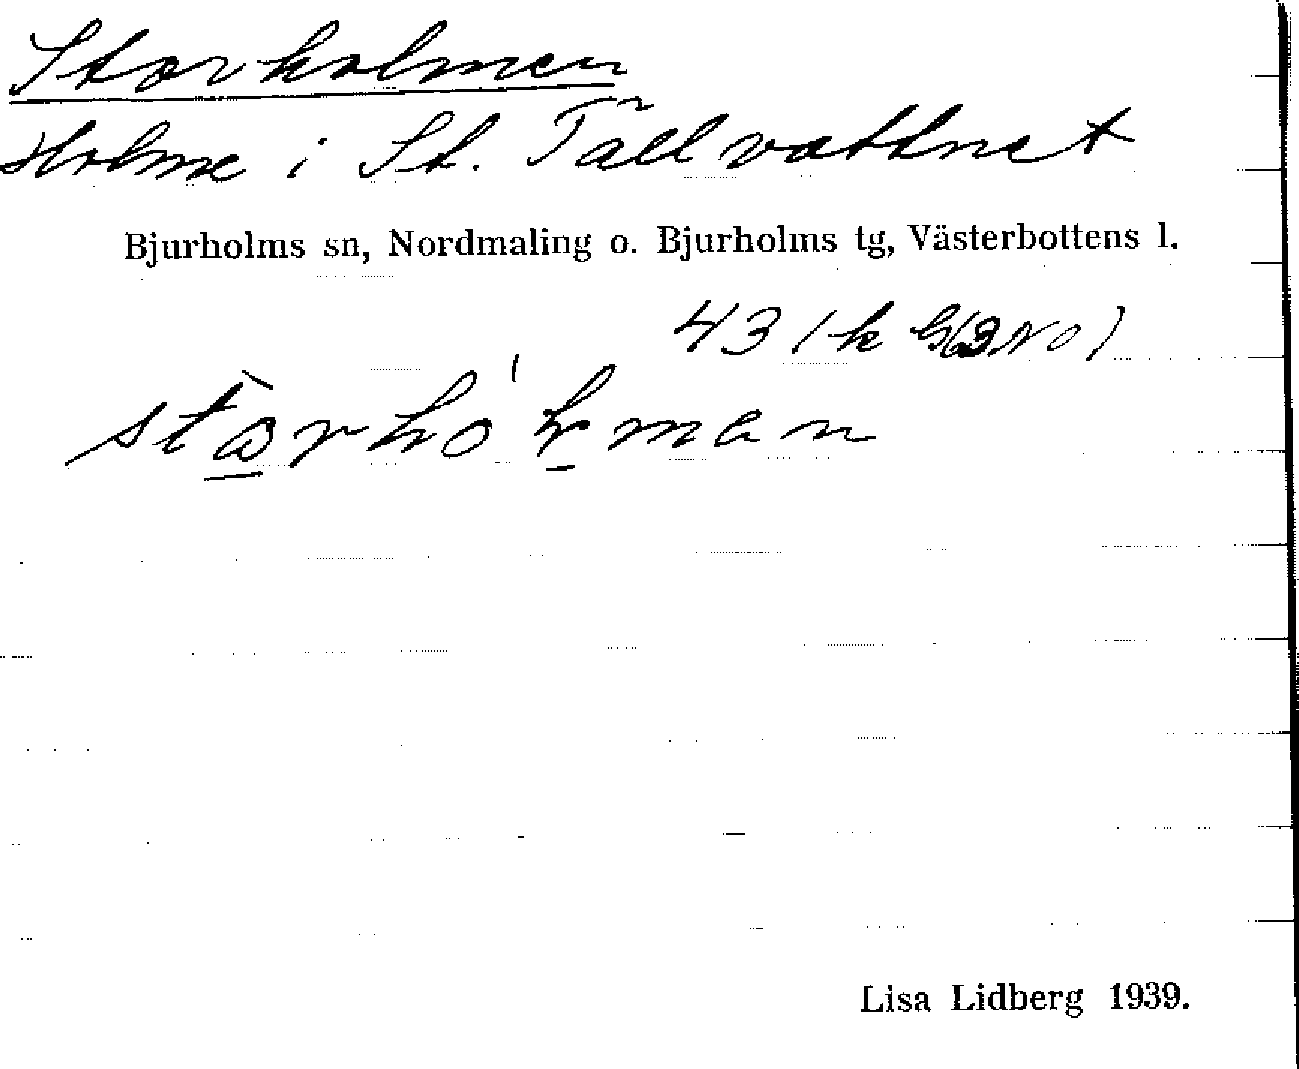 Storholmen
Holme i St. Tällvattnet
Bjurholms sn, Nordmaling o. Bjurholms tg, Västerbottens l.
43 /k
Lisa Lidberg 1939.